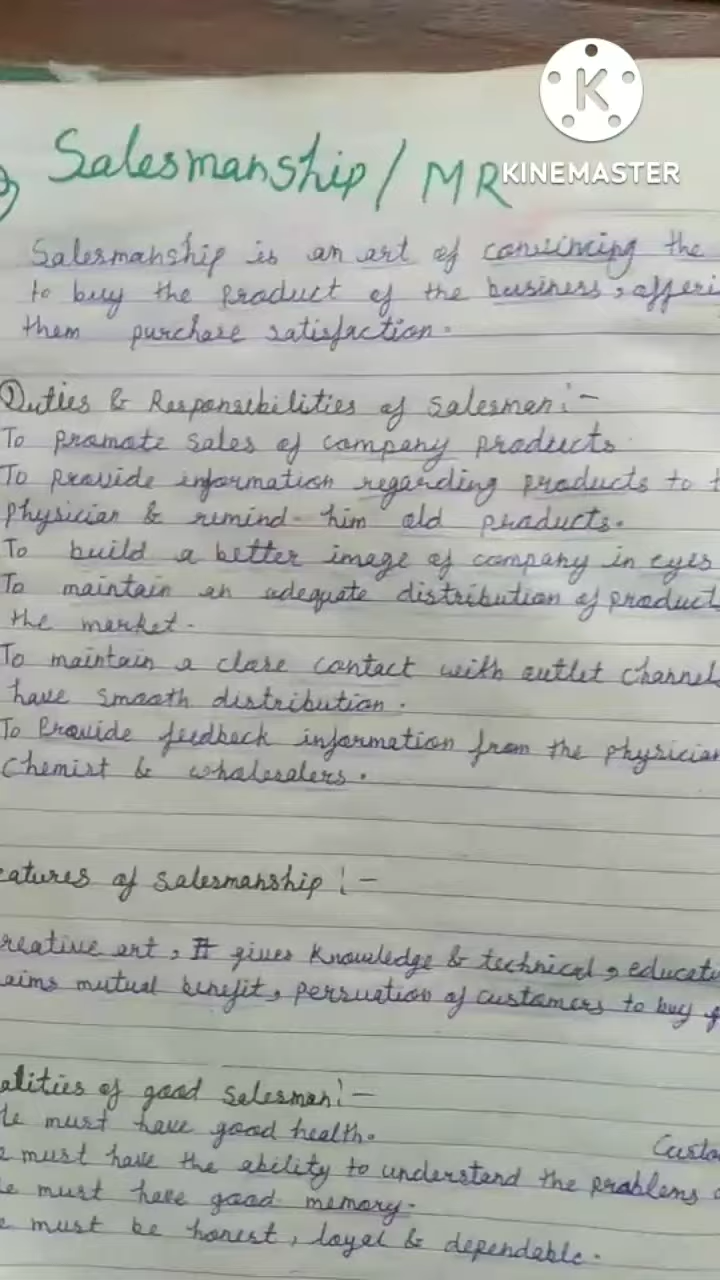 KINEMASTER
Salesmanship / MR
Salesmanship is an art of convincing the
to buy the product of the business, offeri
them purchase satisfaction.
Duties & Responsibilities of salesman :-
To promote sales of company products
To provide information regarding products to t
physician & remind him old products.
To build a better image of company in eyes
To maintain an adequate distribution of product
the market.
To maintain a close contact with outlet channel
have smooth distribution.
To Provide feedback information from the physician
Chemist & wholesalers.
eatures of salesmanship :-
reative art, It gives knowledge & technical, educati
aims mutual benefit, persuation of customers to buy
alities of good salesman :-
He must have good health.
Custo
e must have the ability to understand the problems o
e must have good memory.
e must be honest, loyal & dependable.